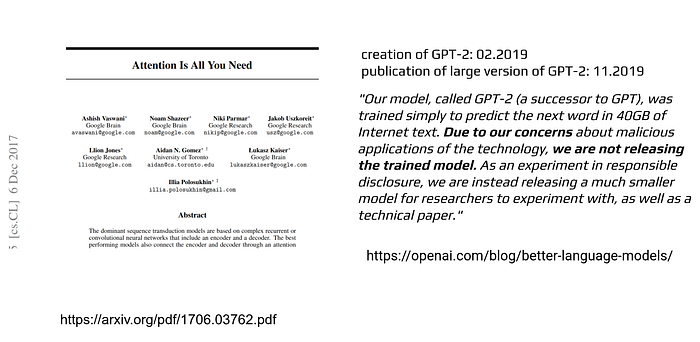 Attention Is All You Need
Ashish Vaswani*
Google Brain
avaswani@google.com
Noam Shazeer*
Google Brain
noam@google.com
Niki Parmar*
Google Research
nikip@google.com
Jakob Uszkoreit*
Google Research
usz@google.com
Llion Jones*
Google Research
llion@google.com
Aidan N. Gomez* †
University of Toronto
aidan@cs.toronto.edu
Łukasz Kaiser*
Google Brain
lukaszkaiser@google.com
Illia Polosukhin* ‡
illia.polosukhin@gmail.com
Abstract
The dominant sequence transduction models are based on complex recurrent or
convolutional neural networks that include an encoder and a decoder. The best
performing models also connect the encoder and decoder through an attention
5 [cs.CL] 6 Dec 2017
https://arxiv.org/pdf/1706.03762.pdf
creation of GPT-2: 02.2019
publication of large version of GPT-2: 11.2019
"Our model, called GPT-2 (a successor to GPT), was
trained simply to predict the next word in 40GB of
Internet text. Due to our concerns about malicious
applications of the technology, we are not releasing
the trained model. As an experiment in responsible
disclosure, we are instead releasing a much smaller
model for researchers to experiment with, as well as a
technical paper."
https://openai.com/blog/better-language-models/